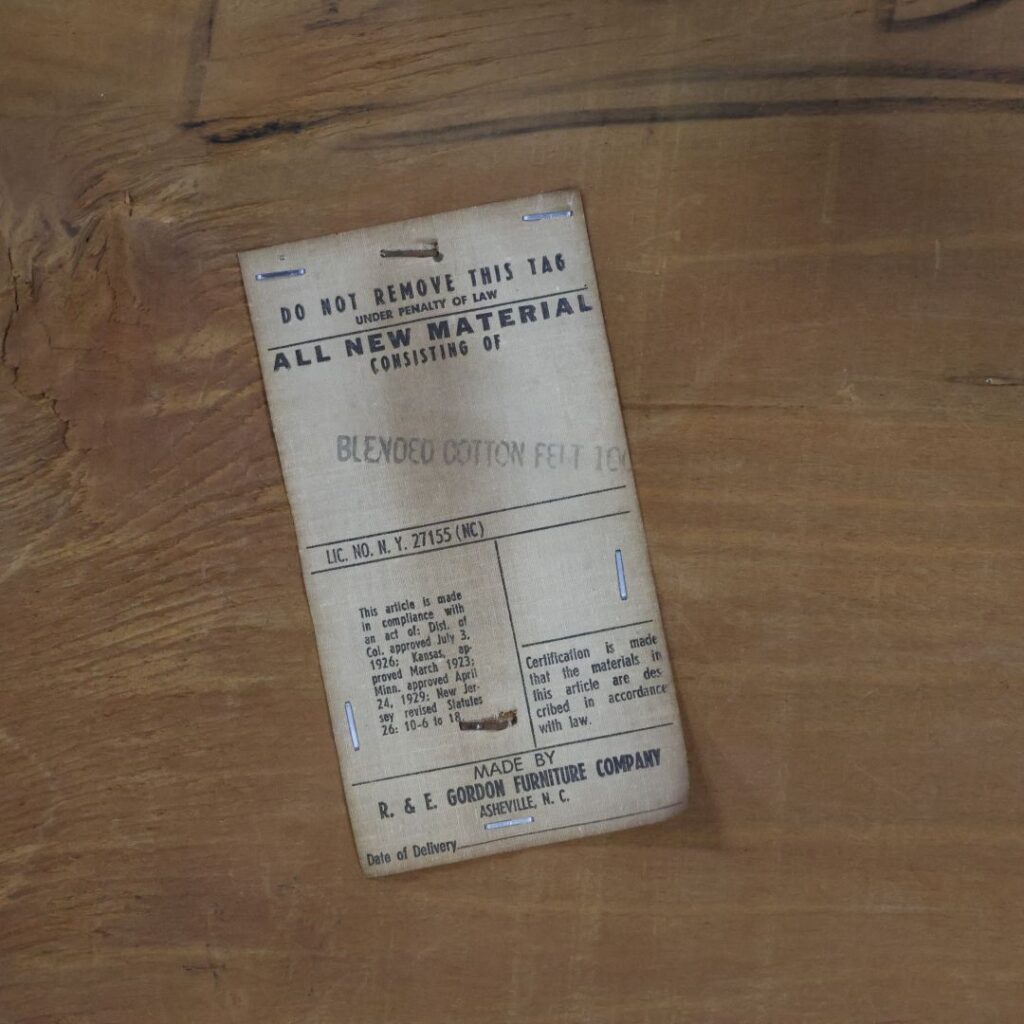 DO NOT REMOVE THIS TAG
UNDER PENALTY OF LAW
ALL NEW MATERIAL
CONSISTING OF
BLENDED COTTON FELT
LIC. NO. N. Y. 27155 (NC)
This article is made
in compliance with
an act of: Dist. of
Col. approved July 3,
1926; Kansas, ap-
proved March 1923;
Minn. approved April
24, 1929; New Jer-
sey revised Statutes
26: 10-6 to 18
Certification is made
that the materials in
this article are des-
cribed in accordance
with law.
MADE BY
R. & E. GORDON FURNITURE COMPANY
ASHEVILLE, N. C.
Date of Delivery